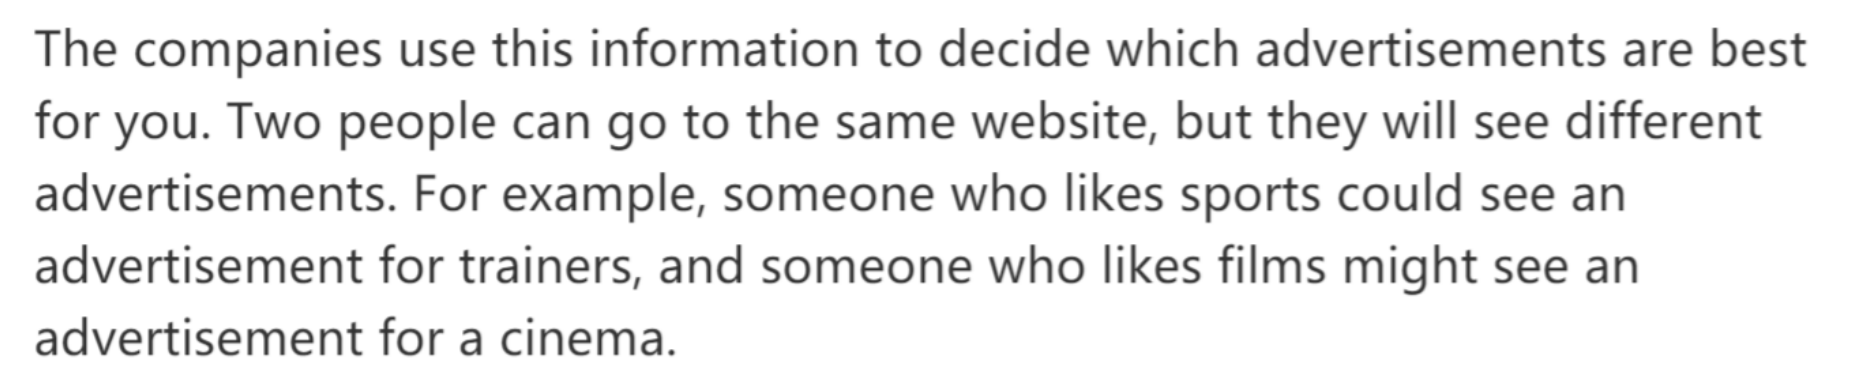 The companies use this information to decide which advertisements are best
for you. Two people can go to the same website, but they will see different
advertisements. For example, someone who likes sports could see an
advertisement for trainers, and someone who likes films might see an
advertisement for a cinema.